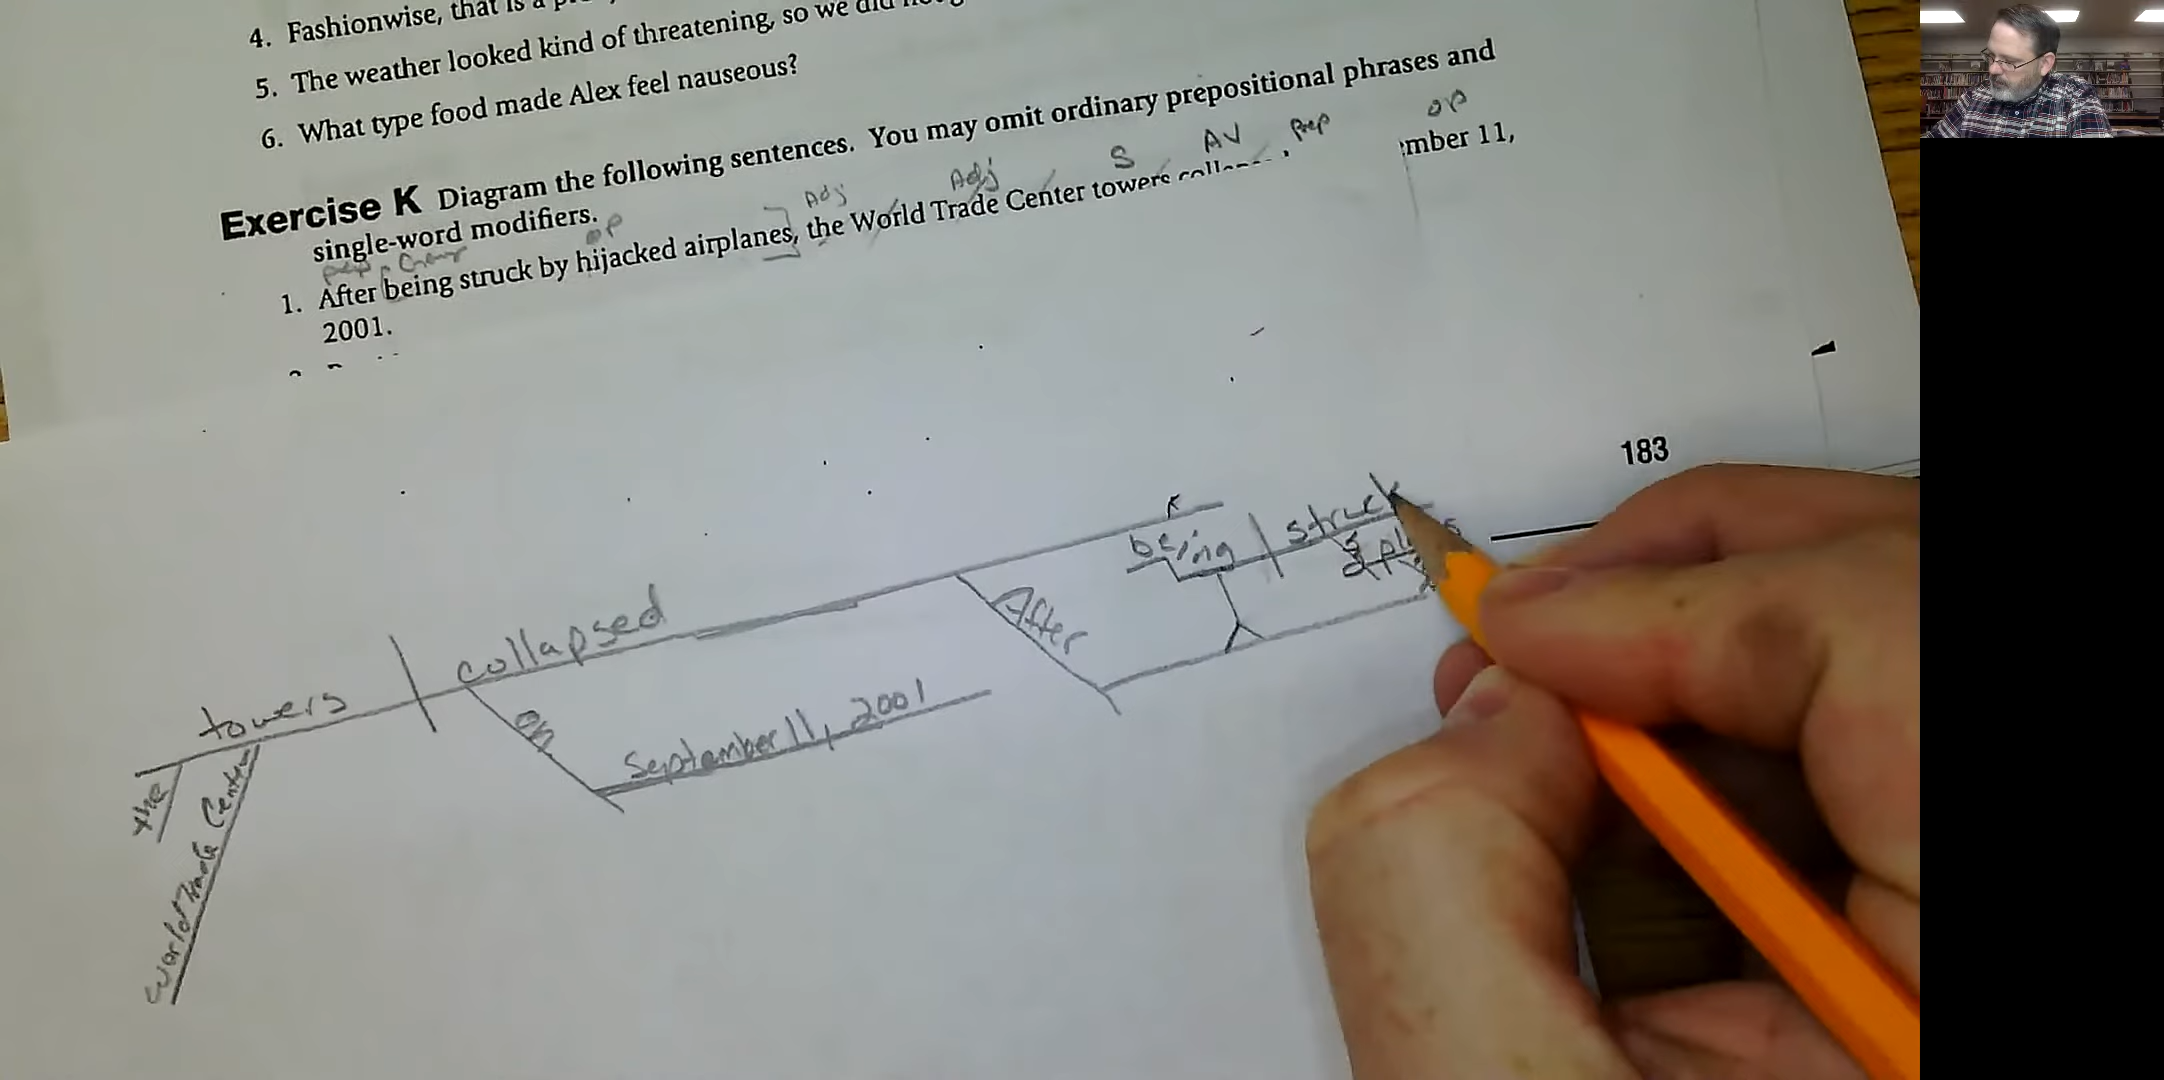 4. Fashionwise, that is a
5. The weather looked kind of threatening, so we did
6. What type food made Alex feel nauseous?
Exercise K Diagram the following sentences. You may omit ordinary prepositional phrases and
single-word modifiers.
OP Adj Adj S AV prep OP
1. After being struck by hijacked airplanes, the World Trade Center towers mber 11,
2001.
183
being struck
After
collapsed
towers
on
September 11, 2001
the
World Trade Center